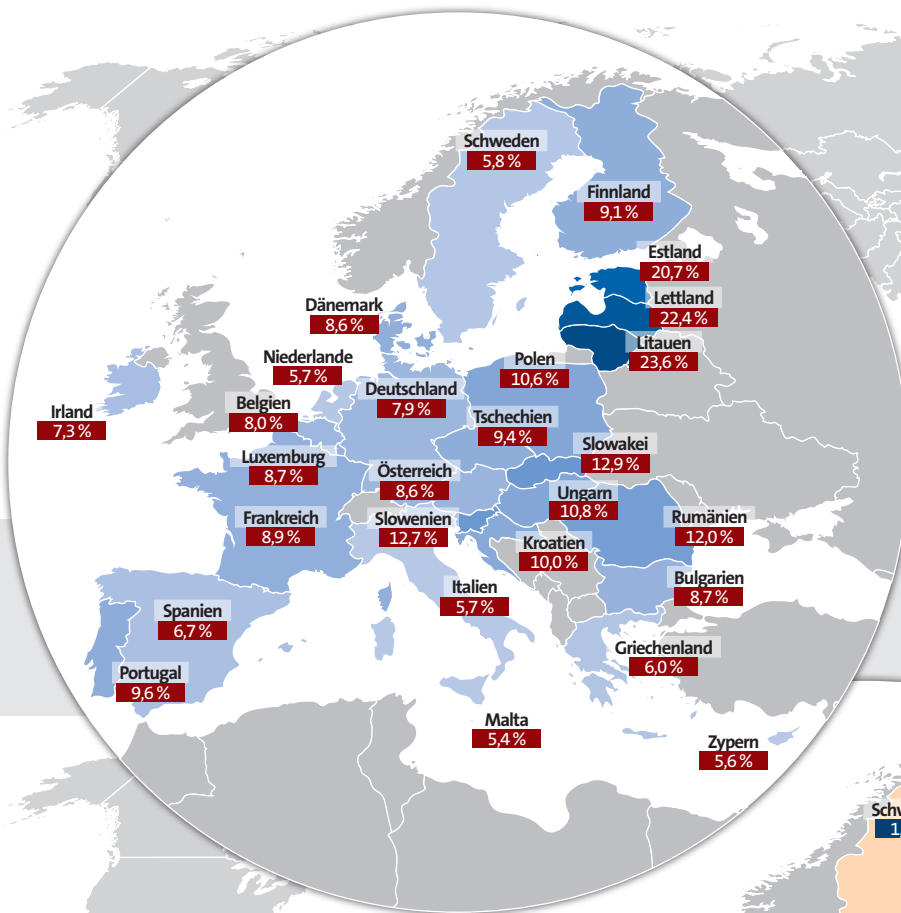 Schweden
5,8 %
Finnland
9,1 %
Estland
20,7 %
Lettland
22,4 %
Litauen
23,6 %
Dänemark
8,6 %
Niederlande
5,7 %
Polen
10,6 %
Deutschland
7,9 %
Irland
7,3 %
Belgien
8,0 %
Tschechien
9,4 %
Slowakei
12,9 %
Luxemburg
8,7 %
Österreich
8,6 %
Ungarn
10,8 %
Frankreich
8,9 %
Slowenien
12,7 %
Rumänien
12,0 %
Kroatien
10,0 %
Italien
5,7 %
Bulgarien
8,7 %
Spanien
6,7 %
Griechenland
6,0 %
Portugal
9,6 %
Malta
5,4 %
Zypern
5,6 %